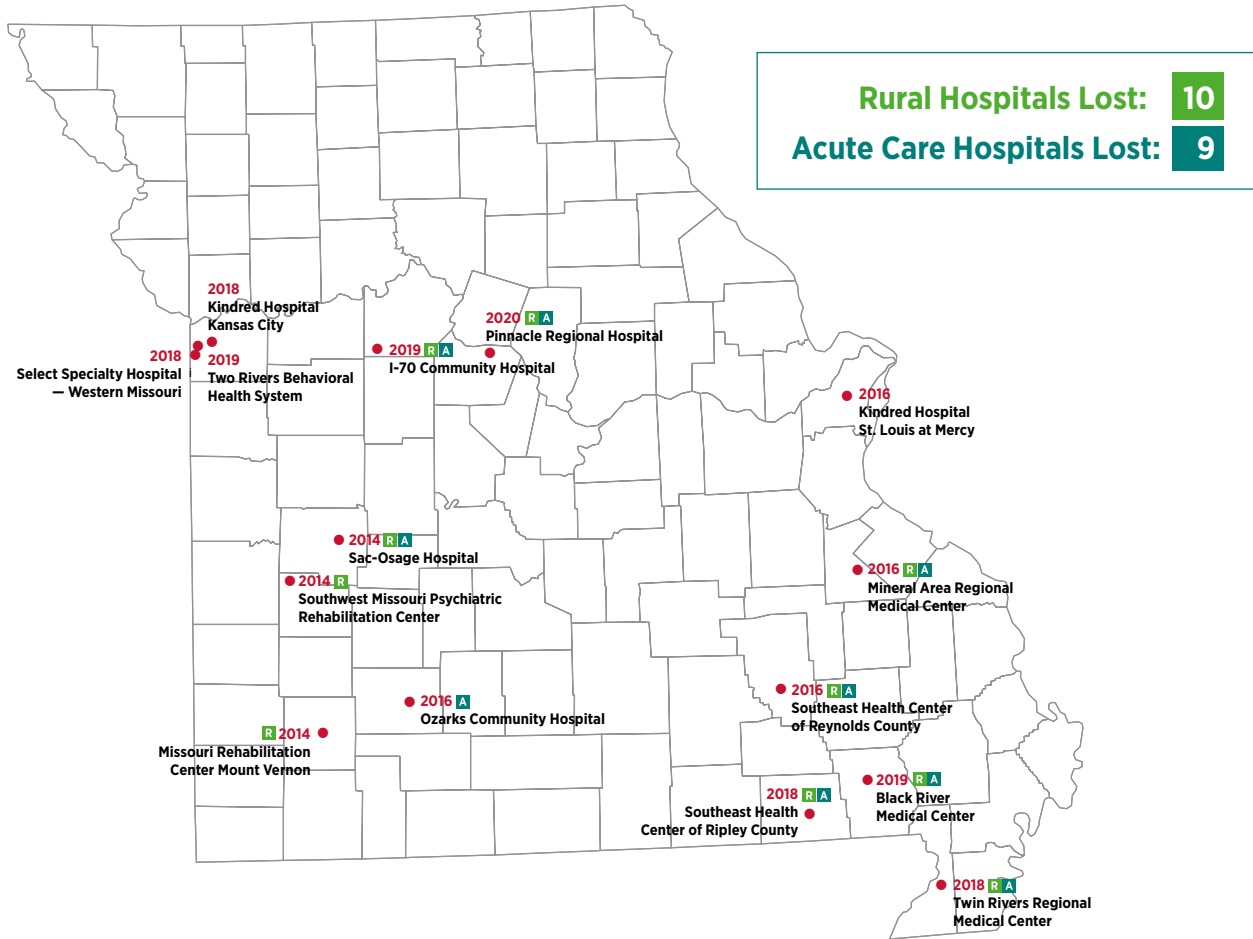 Rural Hospitals Lost: 10
Acute Care Hospitals Lost: 9
2018
Kindred Hospital
Kansas City
2018
Select Specialty Hospital
— Western Missouri
2019
Two Rivers Behavioral
Health System
2019 R A
I-70 Community Hospital
2020 R A
Pinnacle Regional Hospital
2016
Kindred Hospital
St. Louis at Mercy
2014 R A
Sac-Osage Hospital
2014 R
Southwest Missouri Psychiatric
Rehabilitation Center
2016 R A
Mineral Area Regional
Medical Center
2016 A
Ozarks Community Hospital
2016 R A
Southeast Health Center
of Reynolds County
R 2014
Missouri Rehabilitation
Center Mount Vernon
2019 R A
Black River
Medical Center
2018 R A
Southeast Health
Center of Ripley County
2018 R A
Twin Rivers Regional
Medical Center